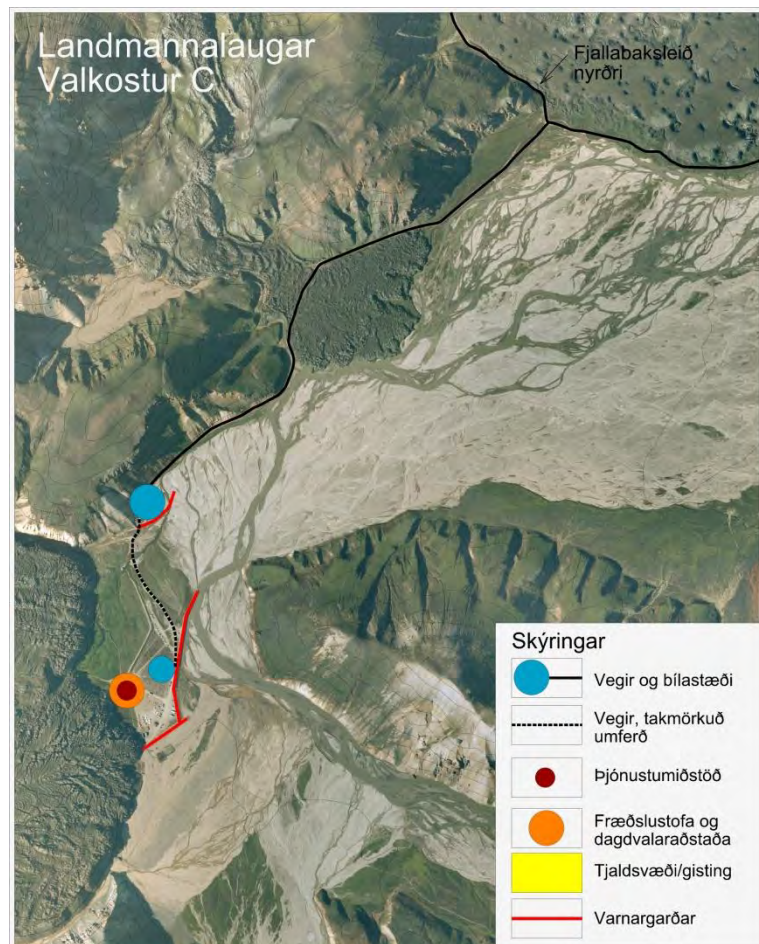 Landmannalaugar
Valkostur C
Fjallabaksleið
nyrðri
Skýringar
Vegir og bílastæði
Vegir, takmörkuð
umferð
Þjónustumiðstöð
Fræðslustofa og
dagdvalaraðstaða
Tjaldsvæði/gisting
Varnargarðar